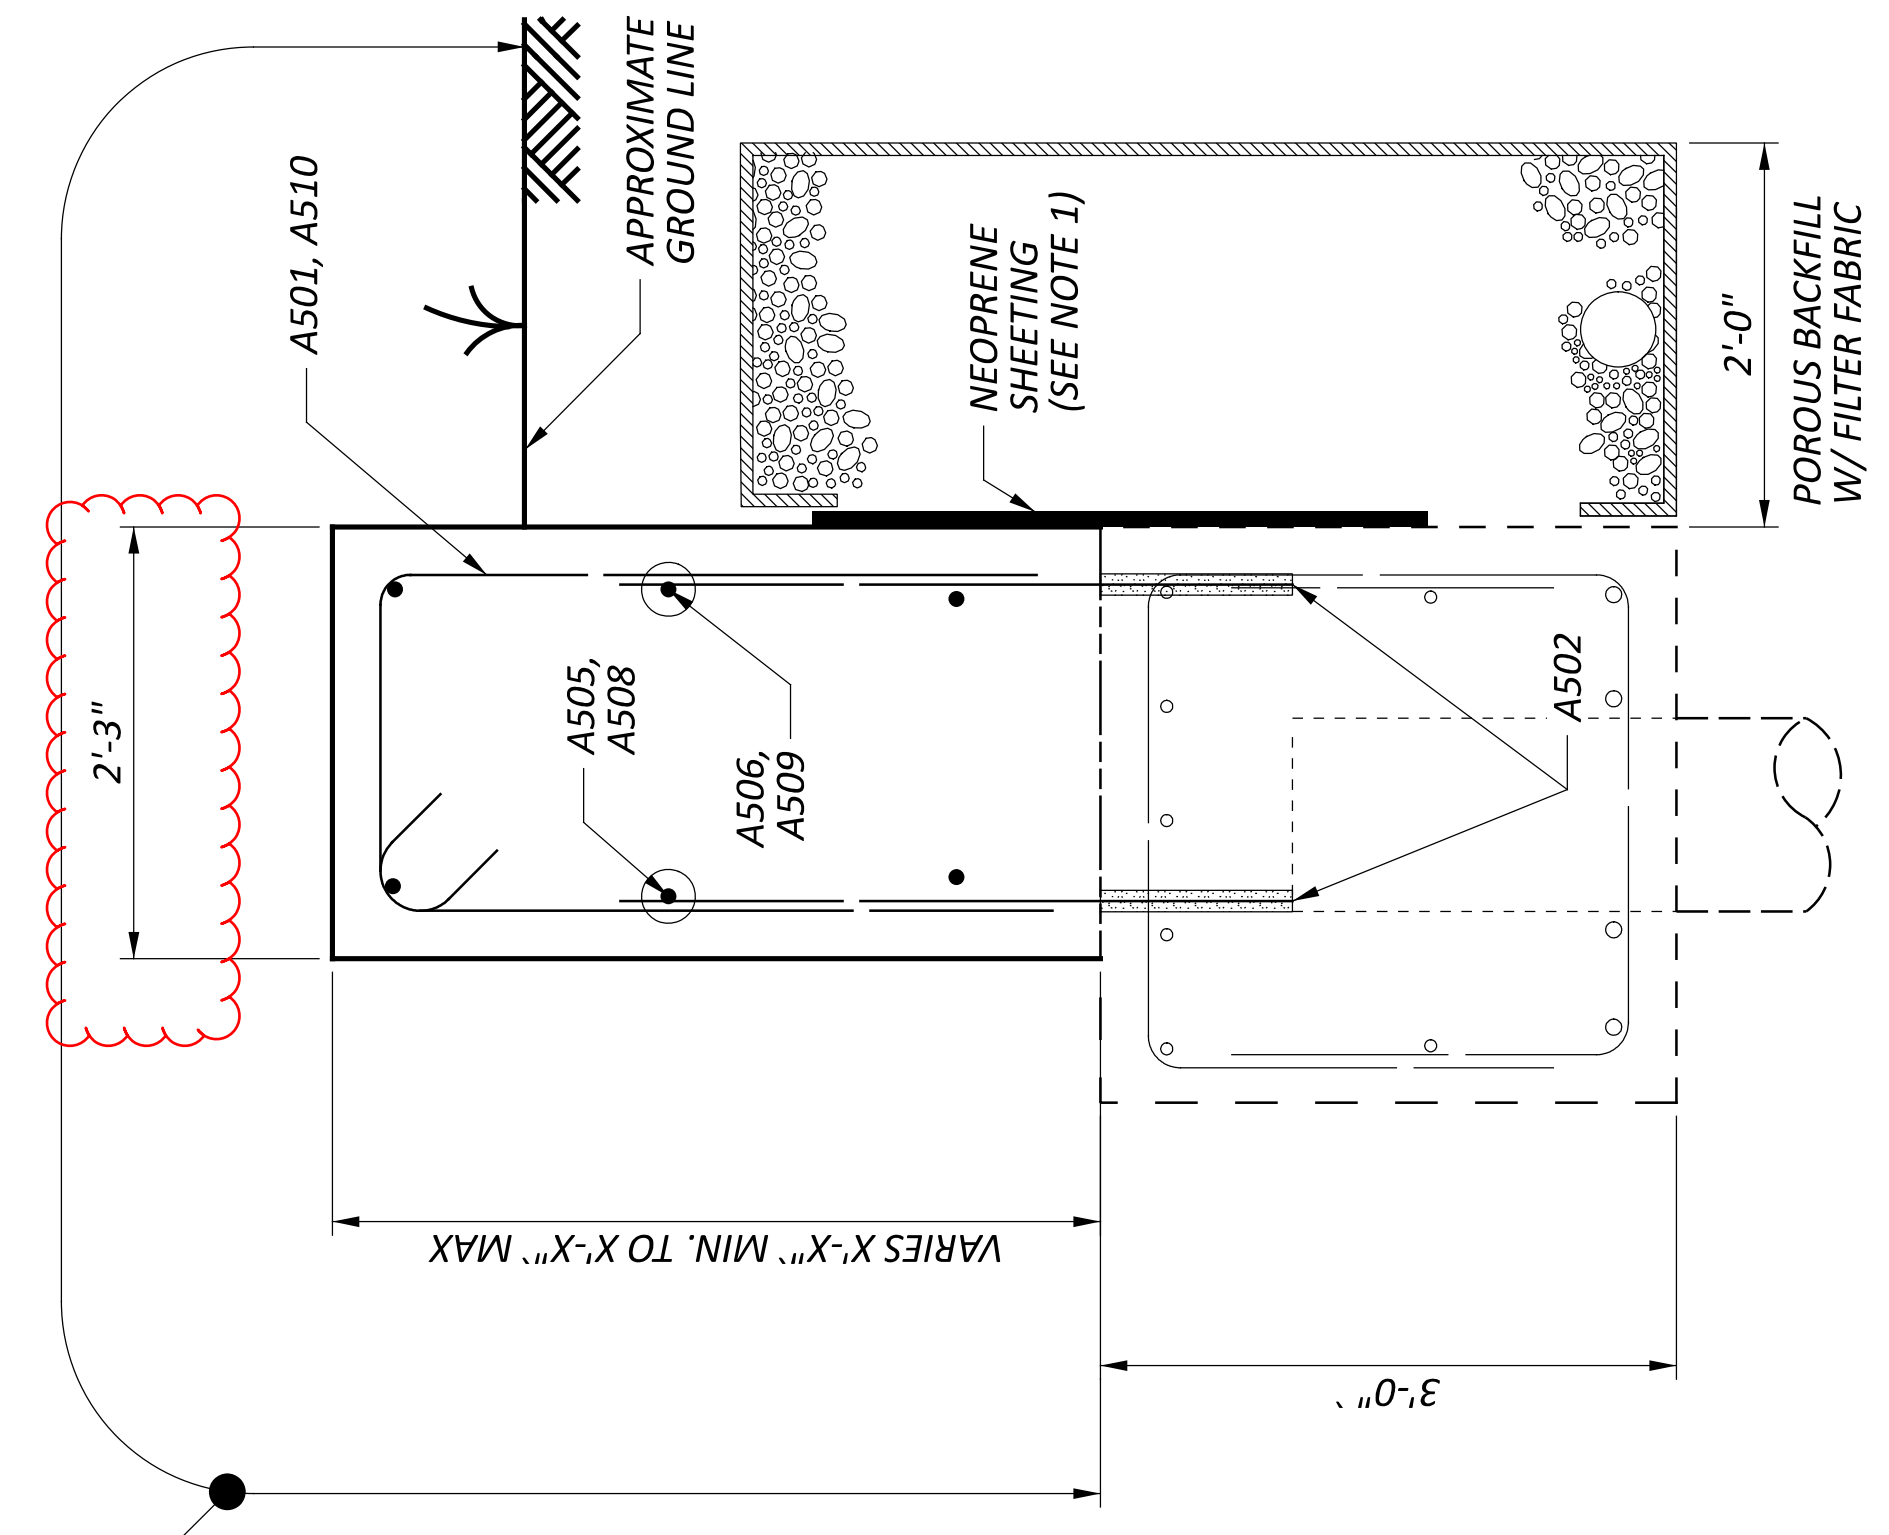 A501, A510
APPROXIMATE
GROUND LINE
NEOPRENE
SHEETING
(SEE NOTE 1)
2'-0"
POROUS BACKFILL
W/ FILTER FABRIC
2'-3"
A505,
A508
A506,
A509
A502
VARIES X'-X"` MIN. TO X'-X"` MAX
3'-0"`